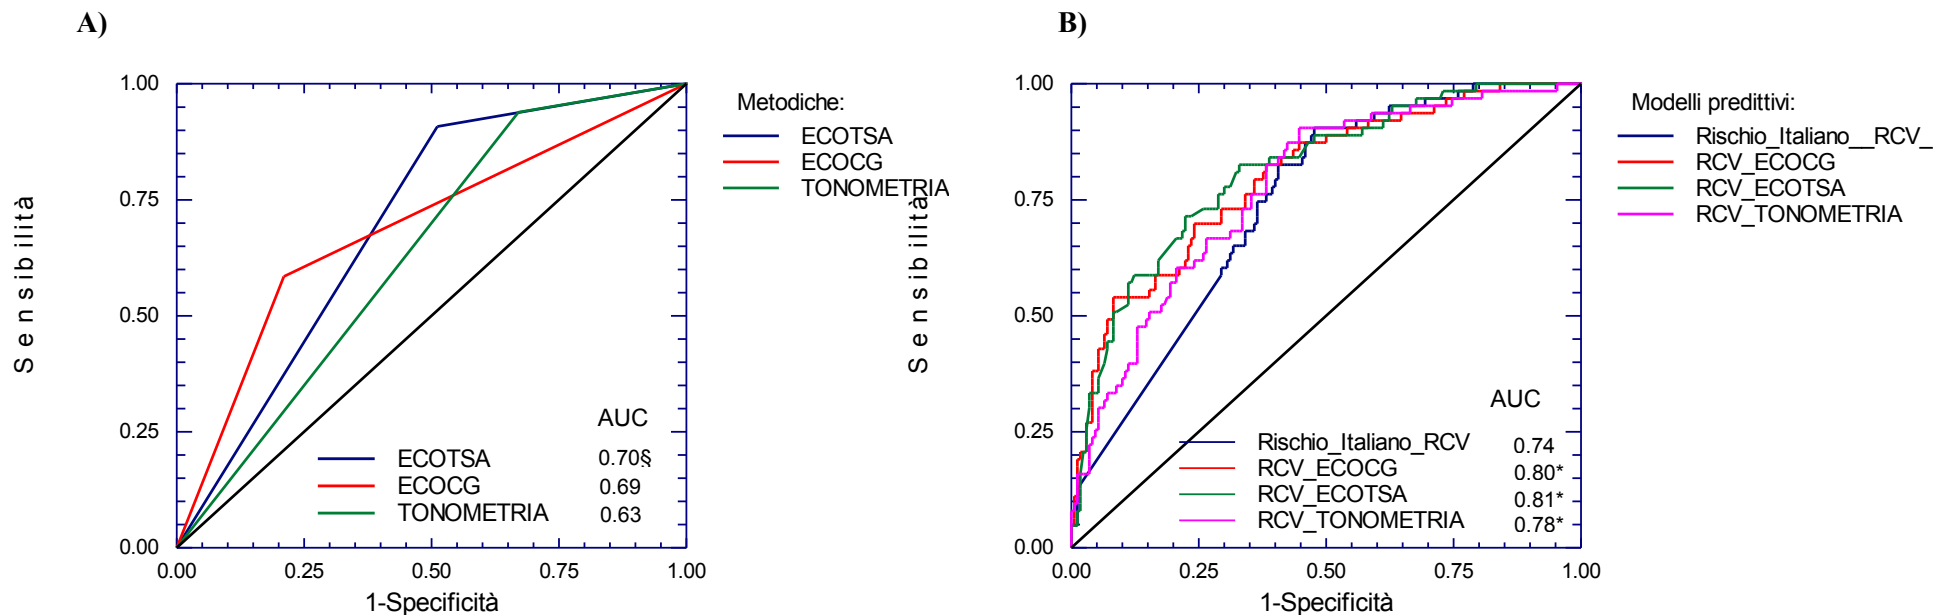 A)
Sensibilità
1.00
0.75
0.50
0.25
0.00
0.00 0.25 0.50 0.75 1.00
1-Specificità
Metodiche:
ECOTSA
ECOCG
TONOMETRIA
AUC
ECOTSA 0.70§
ECOCG 0.69
TONOMETRIA 0.63
B)
Sensibilità
1.00
0.75
0.50
0.25
0.00
0.00 0.25 0.50 0.75 1.00
1-Specificità
Modelli predittivi:
Rischio_Italiano__RCV_
RCV_ECOCG
RCV_ECOTSA
RCV_TONOMETRIA
AUC
Rischio_Italiano_RCV 0.74
RCV_ECOCG 0.80*
RCV_ECOTSA 0.81*
RCV_TONOMETRIA 0.78*